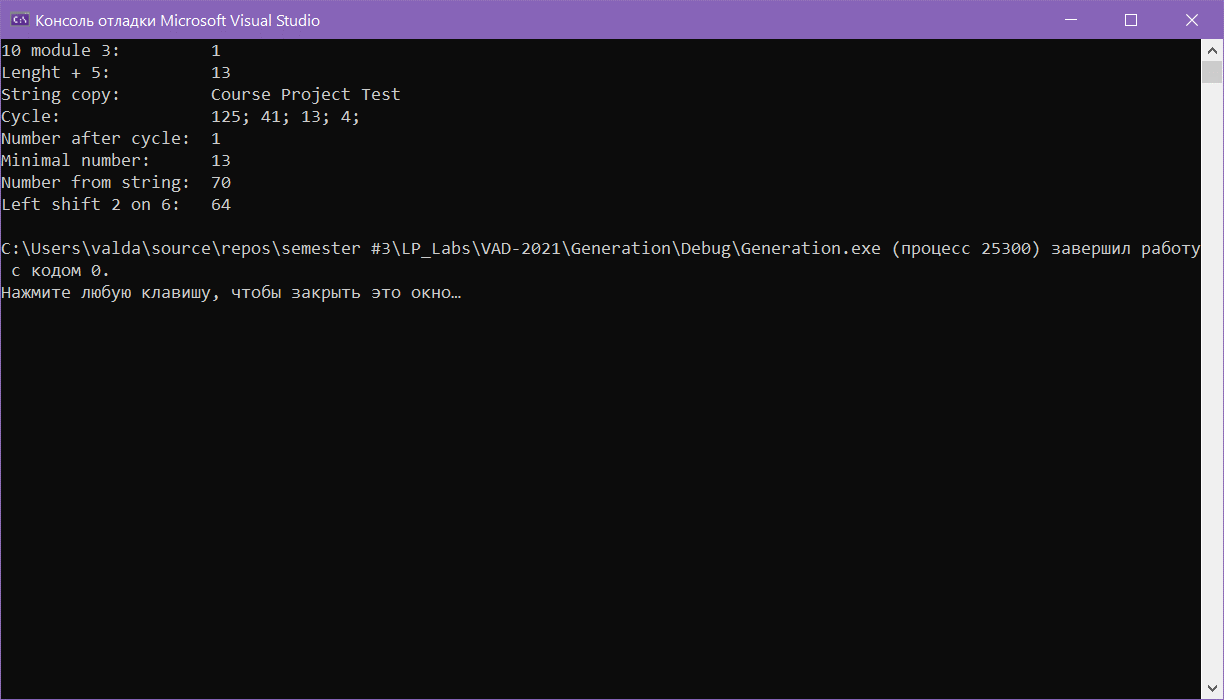 Консоль отладки Microsoft Visual Studio
10 module 3:         1
Lenght + 5:          13
String copy:         Course Project Test
Cycle:               125; 41; 13; 4;
Number after cycle:  1
Minimal number:      13
Number from string:  70
Left shift 2 on 6:   64
C:\Users\valda\source\repos\semester #3\LP_Labs\VAD-2021\Generation\Debug\Generation.exe (процесс 25300) завершил работу
с кодом 0.
Нажмите любую клавишу, чтобы закрыть это окно…